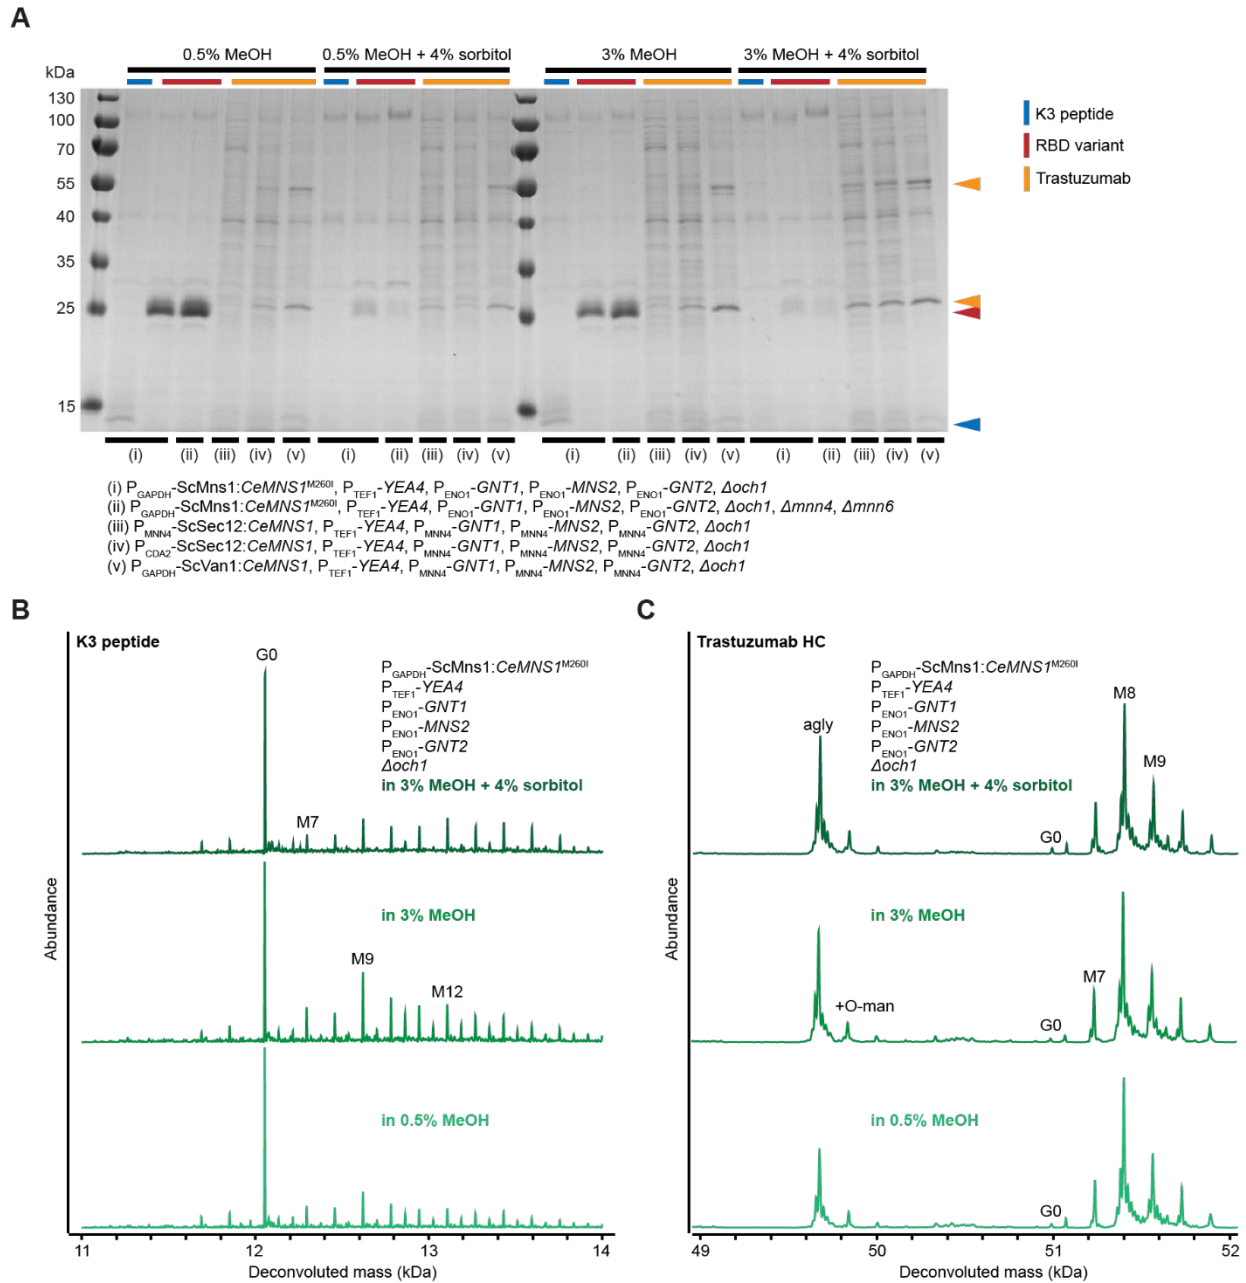 A
0.5% MeOH
0.5% MeOH + 4% sorbitol
3% MeOH
3% MeOH + 4% sorbitol
kDa
130
100
70
55
40
35
25
15
K3 peptide
RBD variant
Trastuzumab
(i) (ii) (iii) (iv) (v) (i) (ii) (iii) (iv) (v) (i) (ii) (iii) (iv) (v) (i) (ii) (iii) (iv) (v)
(i) PGAPDH-ScMns1:CeMNS1M260I, PTEF1-YEA4, PENO1-GNT1, PENO1-MNS2, PENO1-GNT2, Δoch1
(ii) PGAPDH-ScMns1:CeMNS1M260I, PTEF1-YEA4, PENO1-GNT1, PENO1-MNS2, PENO1-GNT2, Δoch1, Δmnn4, Δmnn6
(iii) PMNN4-ScSec12:CeMNS1, PTEF1-YEA4, PMNN4-GNT1, PMNN4-MNS2, PMNN4-GNT2, Δoch1
(iv) PCDA2-ScSec12:CeMNS1, PTEF1-YEA4, PMNN4-GNT1, PMNN4-MNS2, PMNN4-GNT2, Δoch1
(v) PGAPDH-ScVan1:CeMNS1, PTEF1-YEA4, PMNN4-GNT1, PMNN4-MNS2, PMNN4-GNT2, Δoch1
B
K3 peptide
G0
PGAPDH-ScMns1:CeMNS1M260I
PTEF1-YEA4
PENO1-GNT1
PENO1-MNS2
PENO1-GNT2
Δoch1
in 3% MeOH + 4% sorbitol
M7
in 3% MeOH
M9
M12
in 0.5% MeOH
Abundance
11 12 13 14
Deconvoluted mass (kDa)
C
Trastuzumab HC
PGAPDH-ScMns1:CeMNS1M260I
PTEF1-YEA4
PENO1-GNT1
PENO1-MNS2
PENO1-GNT2
Δoch1
in 3% MeOH + 4% sorbitol
agly
M8
M9
G0
in 3% MeOH
M7
+O-man
G0
in 0.5% MeOH
G0
Abundance
49 50 51 52
Deconvoluted mass (kDa)